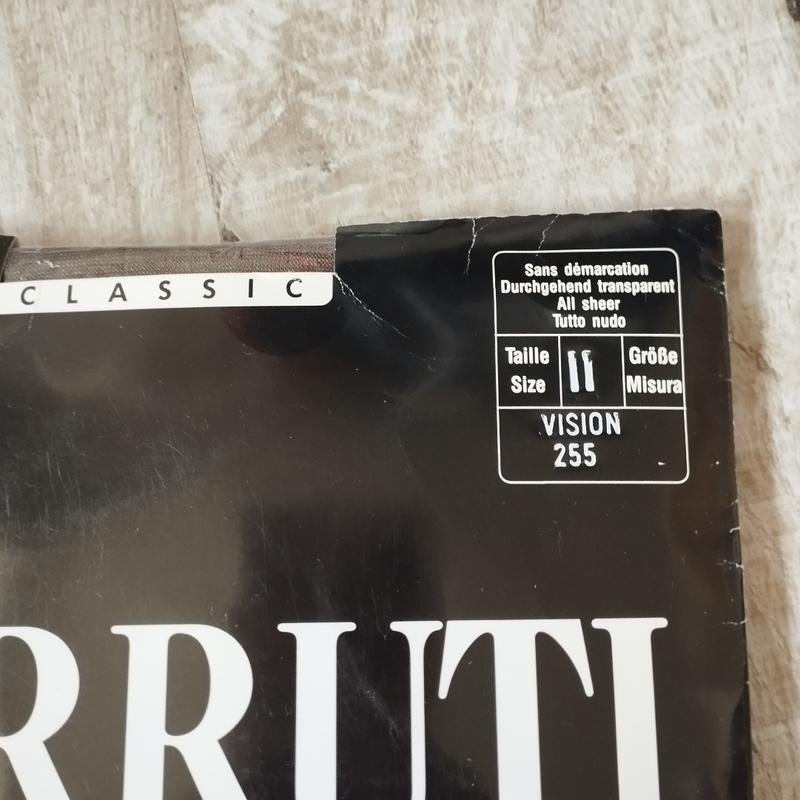 CLASSIC
Sans démarcation
Durchgehend transparent
All sheer
Tutto nudo
Taille Größe
Size II Misura
VISION
255
RRUTI